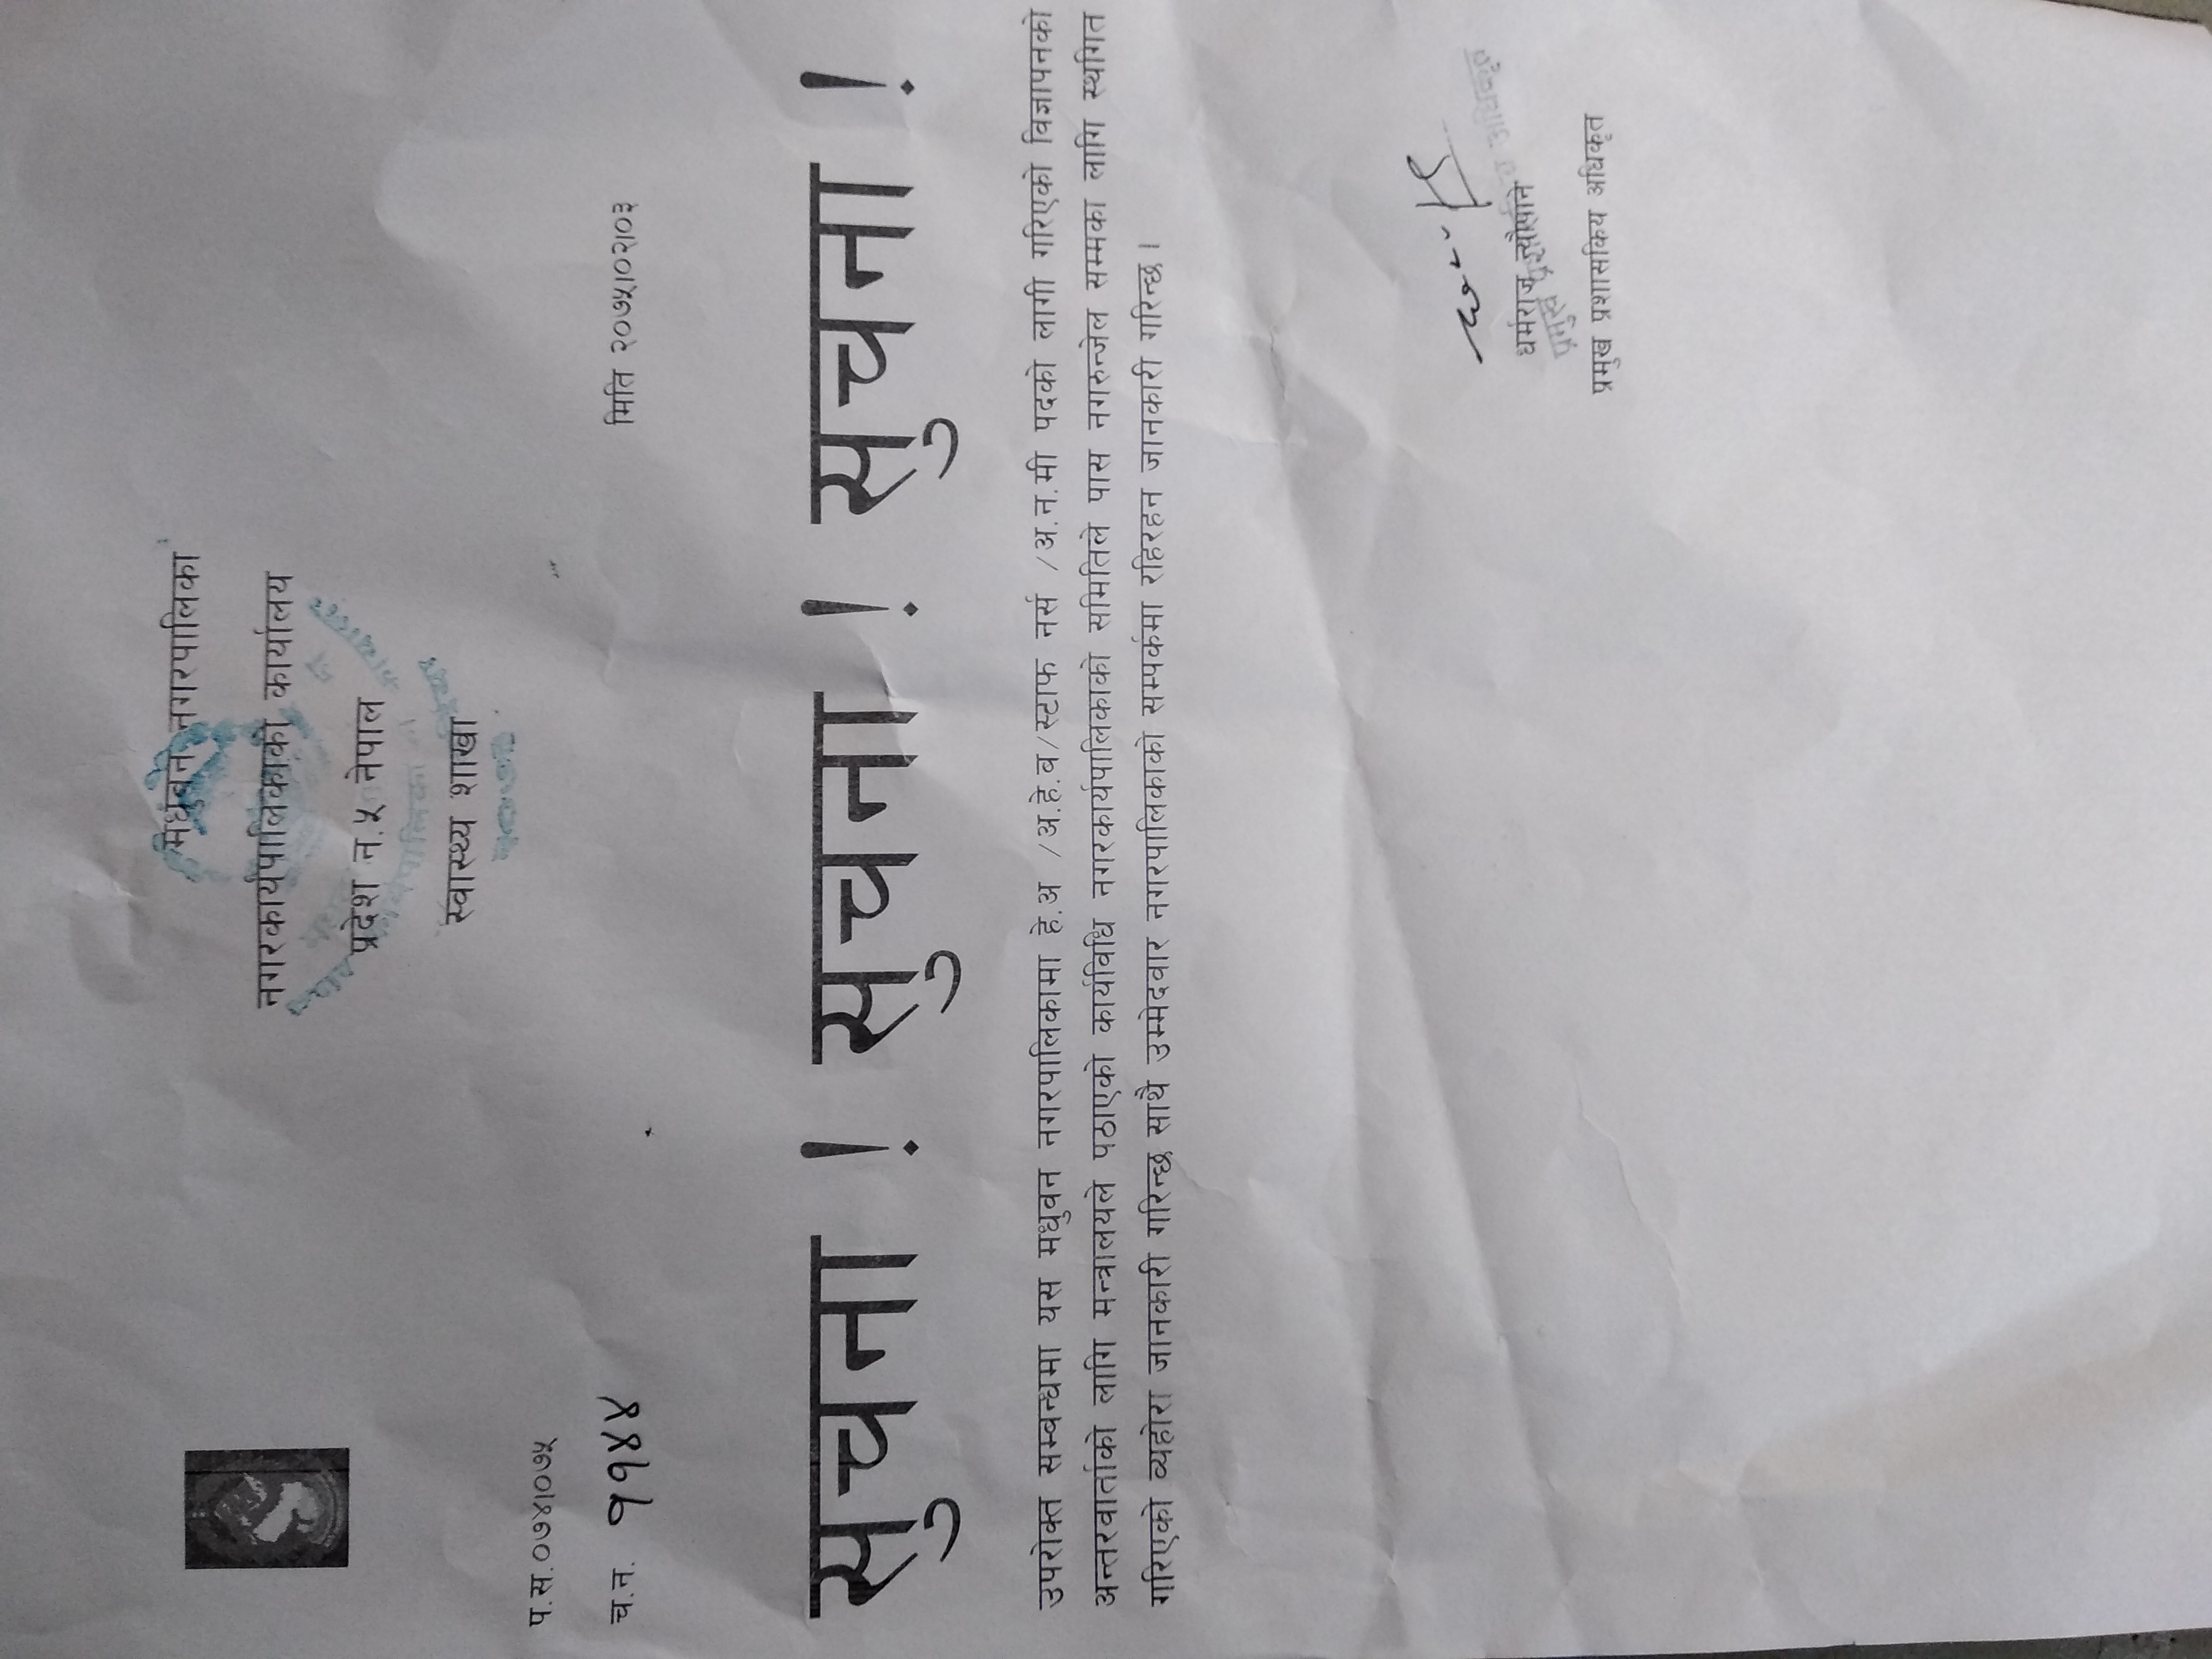 मधुवन नगरपालिका
नगरकार्यपालिकाको कार्यालय
प्रदेश न.५ नेपाल
स्वास्थ्य शाखा
प.स.०७४।०७५
च.न. ११४४
मिति २०७५।०२।०३
सुचना ! सुचना ! सुचना !
उपरोक्त सम्बन्धमा यस मधुवन नगरपालिकामा हे.अ /अ.हे.व/स्टाफ नर्स /अ.न.मी पदको लागी गरिएको विज्ञापनको
अन्तरवार्ताको लागि मन्त्रालयले पठाएको कार्यविधि नगरकार्यपालिकाको समितिले पास नगरुन्जेल सम्मका लागि स्थगित
गरिएको व्यहोरा जानकारी गरिन्छ साथै उम्मेदवार नगरपालिकाको सम्पर्कमा रहिरहन जानकारी गरिन्छ ।
धर्मराज
प्रमुख प्रशासकिय अधिकृत